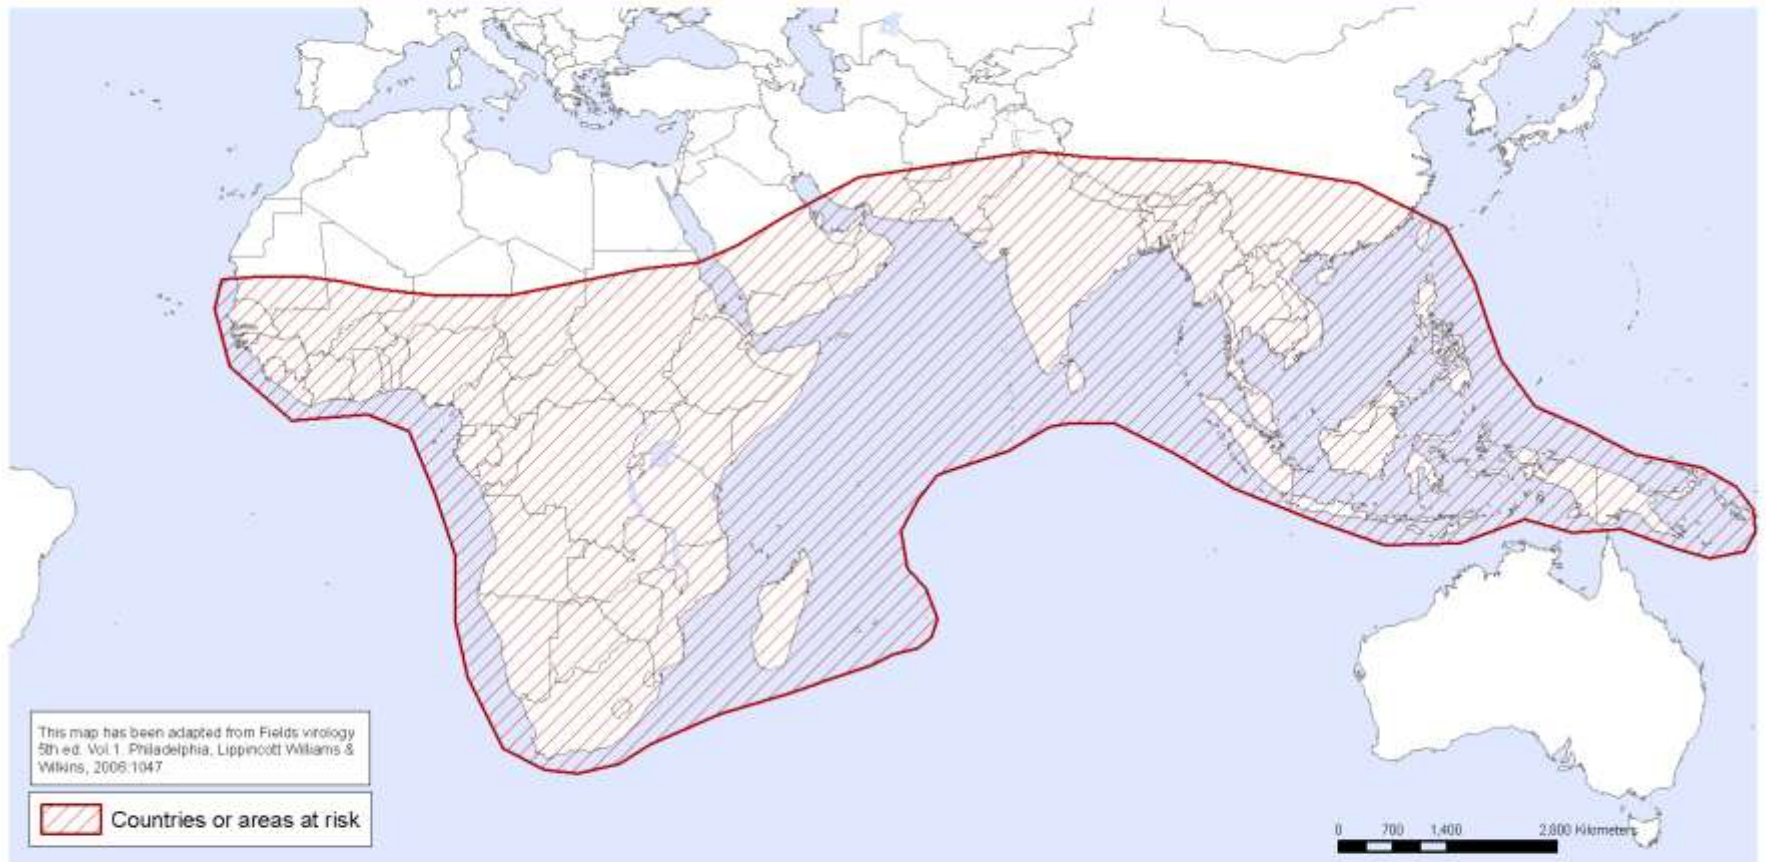 This map has been adapted from Fields virology
5th ed. Vol.1. Philadelphia, Lippincott Williams &
Wilkins, 2006:1047
Countries or areas at risk
0 700 1,400 2,800 Kilometers